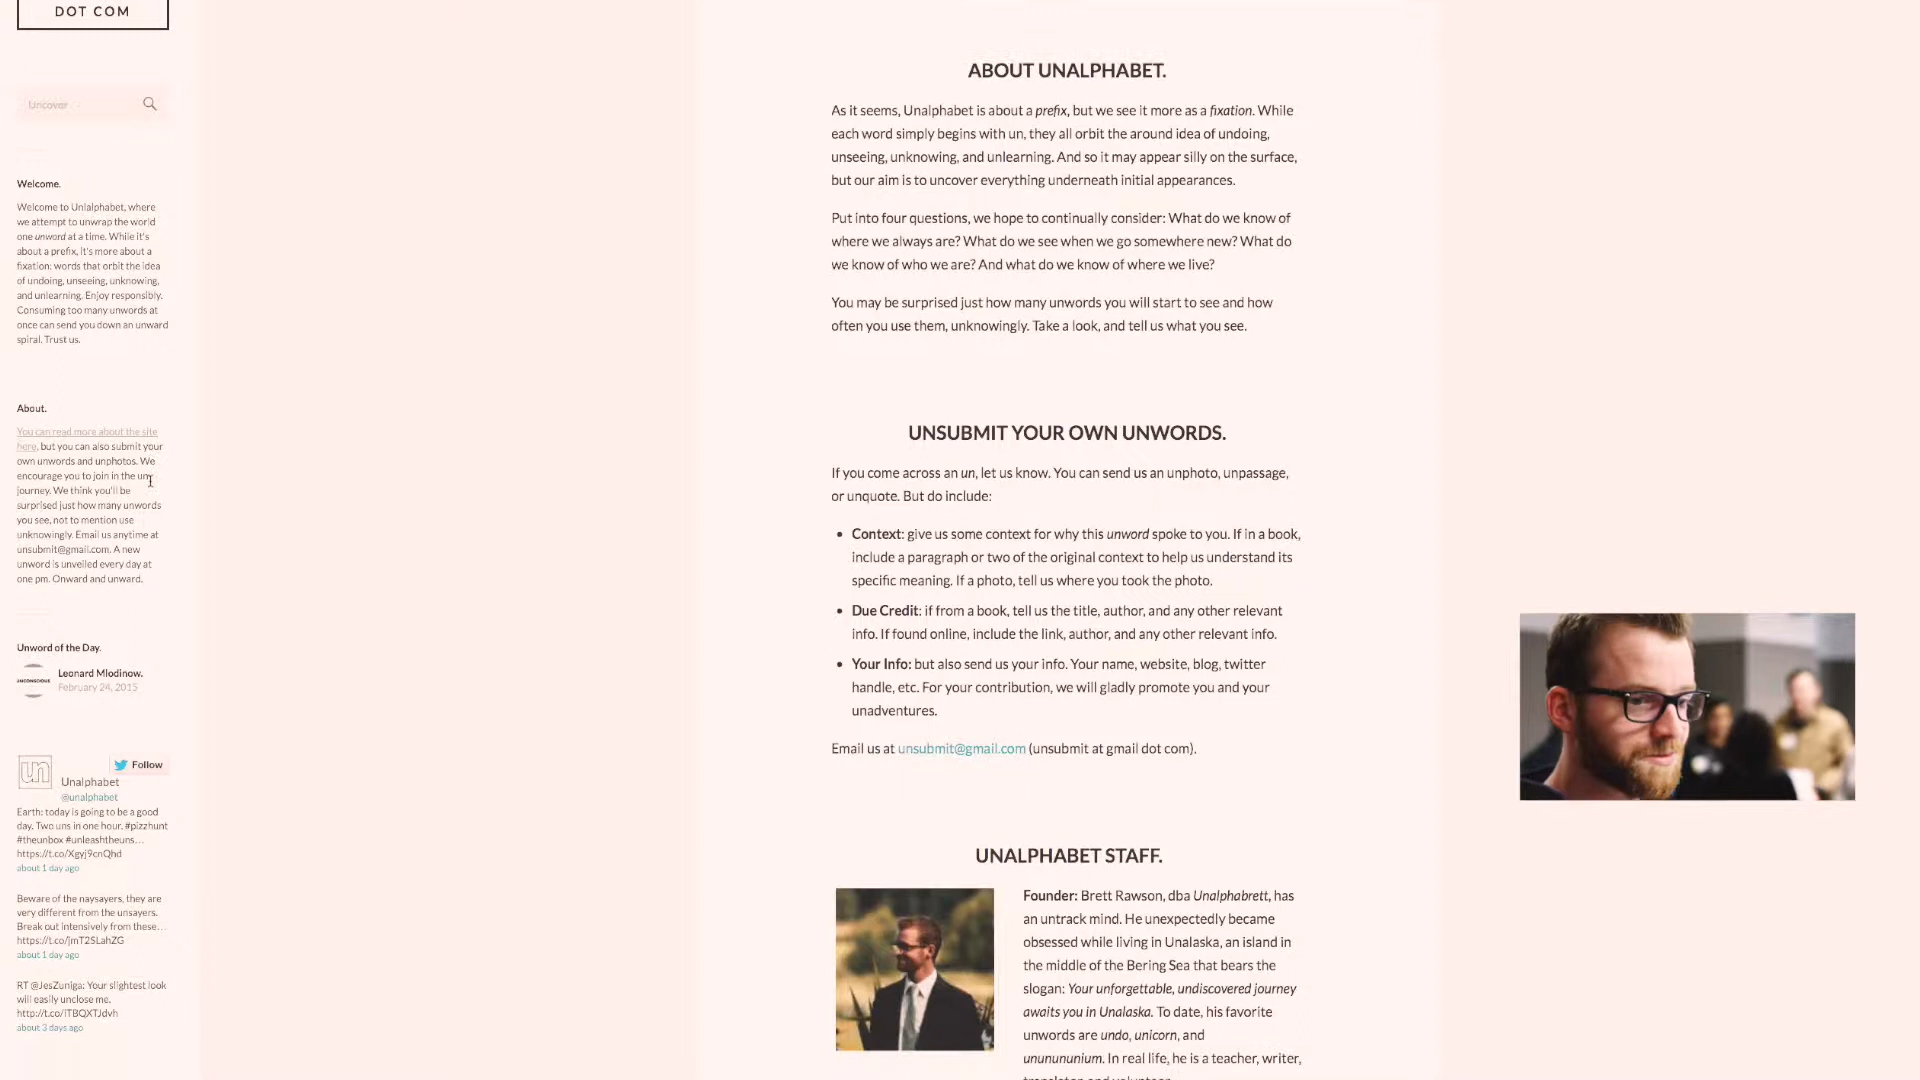 DOT COM
Uncover
Welcome.
Welcome to Unlalphabet, where
we attempt to unwrap the world
one unword at a time. While it's
about a prefix, it's more about a
fixation: words that orbit the idea
of undoing, unseeing, unknowing,
and unlearning. Enjoy responsibly.
Consuming too many unwords at
once can send you down an unward
spiral. Trust us.
About.
You can read more about the site
here, but you can also submit your
own unwords and unphotos. We
encourage you to join in the un-
journey. We think you'll be
surprised just how many unwords
you see, not to mention use
unknowingly. Email us anytime at
unsubmit@gmail.com. A new
unword is unveiled every day at
one pm. Onward and unward.
Unword of the Day.
UNCONSCIOUS
Leonard Mlodinow.
February 24, 2015
un
Follow
Unalphabet
@unalphabet
Earth: today is going to be a good
day. Two uns in one hour. #pizzhunt
#theunbox #unleashtheuns...
https://t.co/Xgyj9cnQhd
about 1 day ago
Beware of the naysayers, they are
very different from the unsayers.
Break out intensively from these...
https://t.co/jmT2SLahZG
about 1 day ago
RT @JesZuniga: Your slightest look
will easily unclose me.
http://t.co/iTBQXTJdvh
about 3 days ago
ABOUT UNALPHABET.
As it seems, Unalphabet is about a prefix, but we see it more as a fixation. While
each word simply begins with un, they all orbit the around idea of undoing,
unseeing, unknowing, and unlearning. And so it may appear silly on the surface,
but our aim is to uncover everything underneath initial appearances.
Put into four questions, we hope to continually consider: What do we know of
where we always are? What do we see when we go somewhere new? What do
we know of who we are? And what do we know of where we live?
You may be surprised just how many unwords you will start to see and how
often you use them, unknowingly. Take a look, and tell us what you see.
UNSUBMIT YOUR OWN UNWORDS.
If you come across an un, let us know. You can send us an unphoto, unpassage,
or unquote. But do include:
• Context: give us some context for why this unword spoke to you. If in a book,
include a paragraph or two of the original context to help us understand its
specific meaning. If a photo, tell us where you took the photo.
• Due Credit: if from a book, tell us the title, author, and any other relevant
info. If found online, include the link, author, and any other relevant info.
• Your Info: but also send us your info. Your name, website, blog, twitter
handle, etc. For your contribution, we will gladly promote you and your
unadventures.
Email us at unsubmit@gmail.com (unsubmit at gmail dot com).
UNALPHABET STAFF.
Founder: Brett Rawson, dba Unalphabrett, has
an untrack mind. He unexpectedly became
obsessed while living in Unalaska, an island in
the middle of the Bering Sea that bears the
slogan: Your unforgettable, undiscovered journey
awaits you in Unalaska. To date, his favorite
unwords are undo, unicorn, and
unununuium. In real life, he is a teacher, writer,